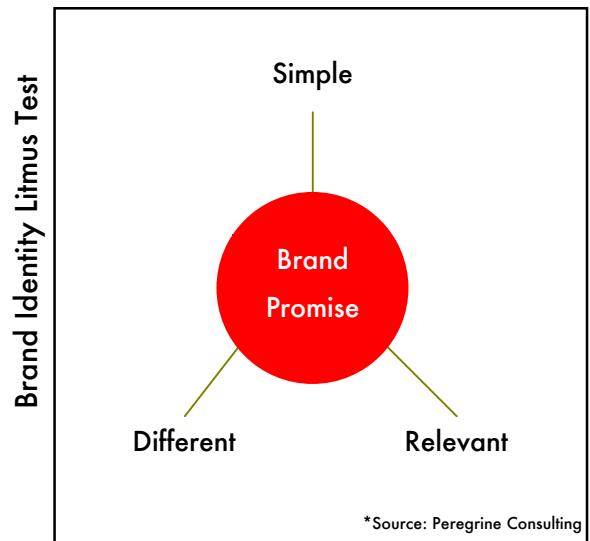 Brand Identity Litmus Test
Simple
Brand
Promise
Different
Relevant
*Source: Peregrine Consulting